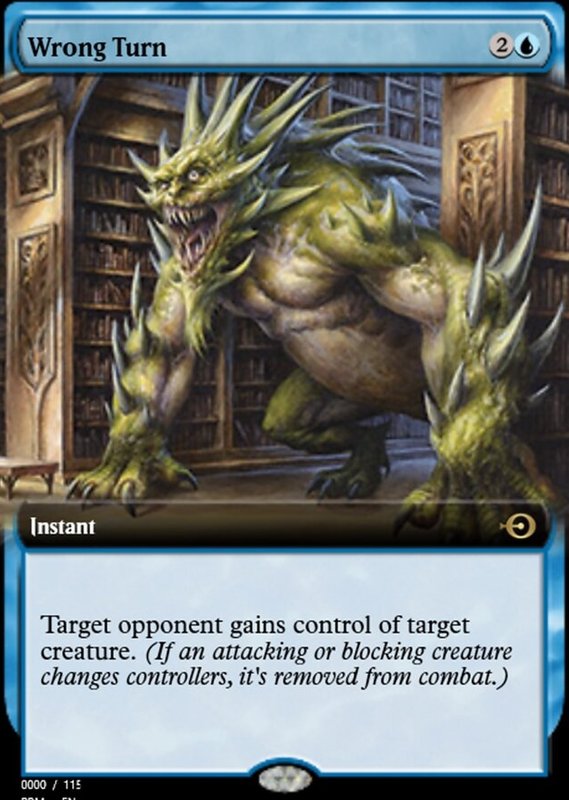 Wrong Turn 2
Instant
Target opponent gains control of target
creature. (If an attacking or blocking creature
changes controllers, it's removed from combat.)
0000 / 115